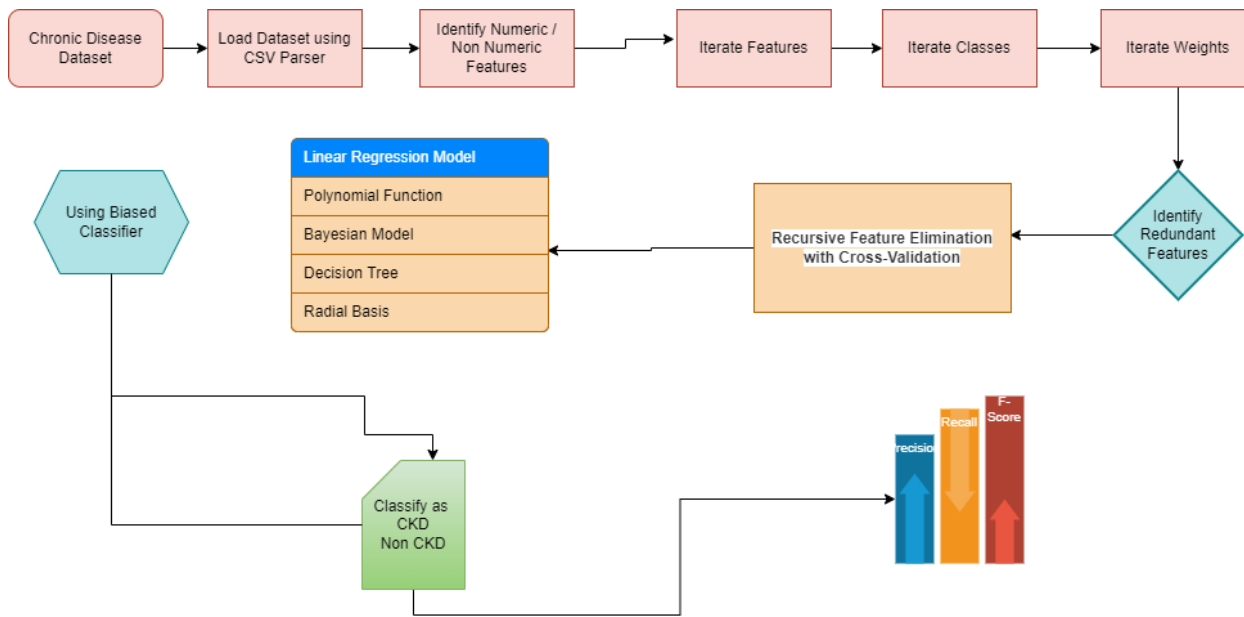 Chronic Disease
Dataset
Load Dataset using
CSV Parser
Identify Numeric /
Non Numeric
Features
Iterate Features
Iterate Classes
Iterate Weights
Linear Regression Model
Polynomial Function
Bayesian Model
Decision Tree
Radial Basis
Using Biased
Classifier
Recursive Feature Elimination
with Cross-Validation
Identify
Redundant
Features
Classify as
CKD
Non CKD
Precision
Recall
F-
Score